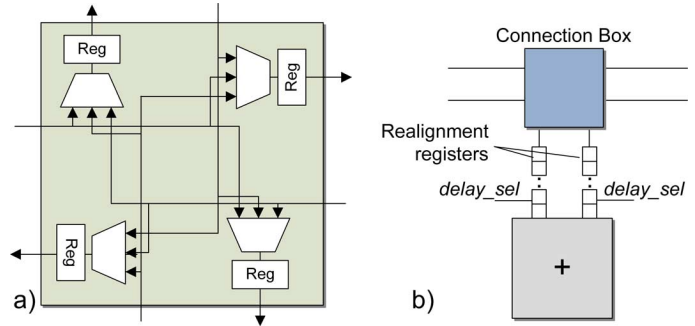 Reg
Reg
Reg
Reg
a)
Connection Box
Realignment
registers
delay_sel
delay_sel
+
b)